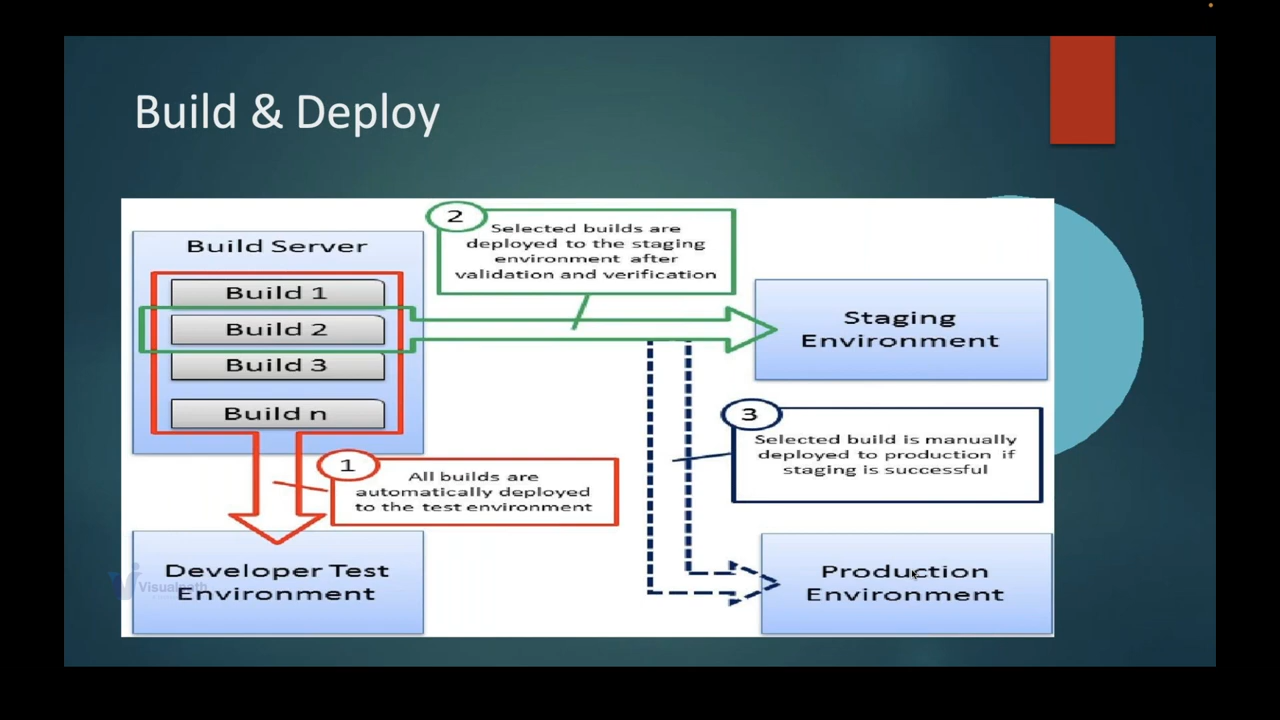 Build & Deploy
2
Selected builds are
deployed to the staging
environment after
validation and verification
Build Server
Build 1
Build 2
Build 3
Build n
Staging
Environment
3
Selected build is manually
deployed to production if
staging is successful
1
All builds are
automatically deployed
to the test environment
Developer Test
Environment
Visualpath
Production
Environment